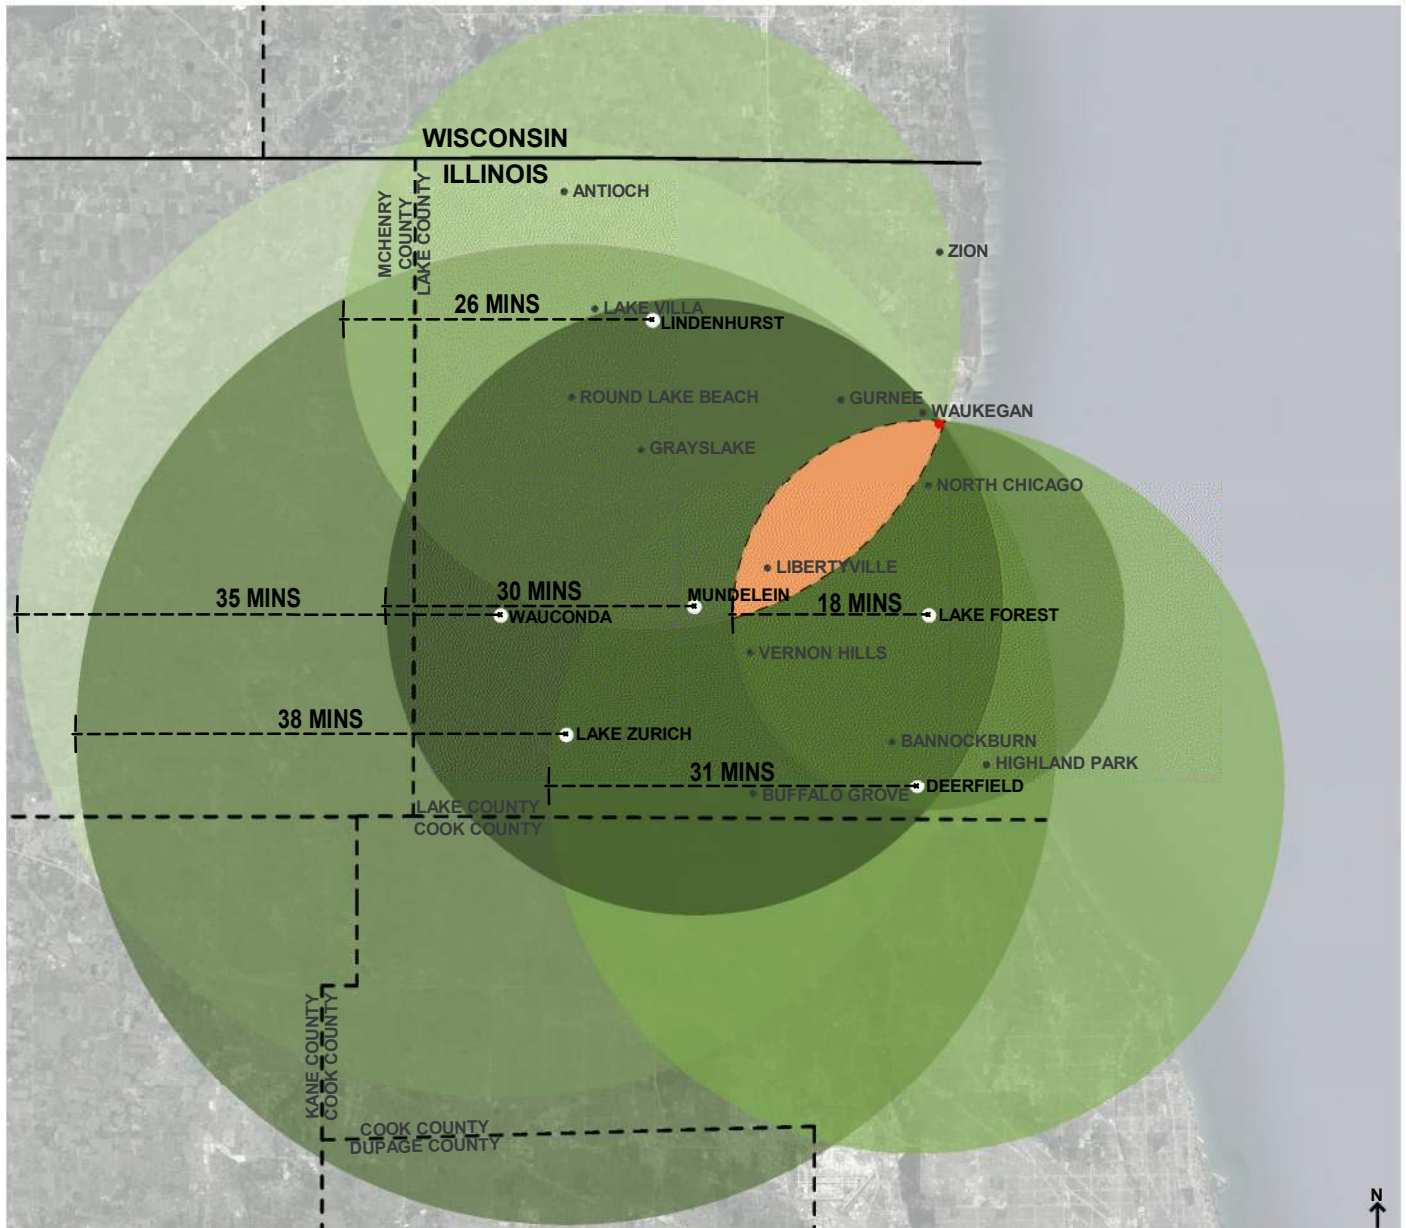 WISCONSIN
ILLINOIS
MCHENRY
COUNTY
LAKE COUNTY
ANTIOCH
ZION
26 MINS
LAKE VILLA
LINDENHURST
ROUND LAKE BEACH
GURNEE
WAUKEGAN
GRAYSLAKE
NORTH CHICAGO
LIBERTYVILLE
35 MINS
30 MINS
MUNDELEIN
18 MINS
WAUCONDA
LAKE FOREST
VERNON HILLS
38 MINS
LAKE ZURICH
BANNOCKBURN
HIGHLAND PARK
31 MINS
DEERFIELD
BUFFALO GROVE
LAKE COUNTY
COOK COUNTY
KANE COUNTY
COOK COUNTY
COOK COUNTY
DUPAGE COUNTY
N